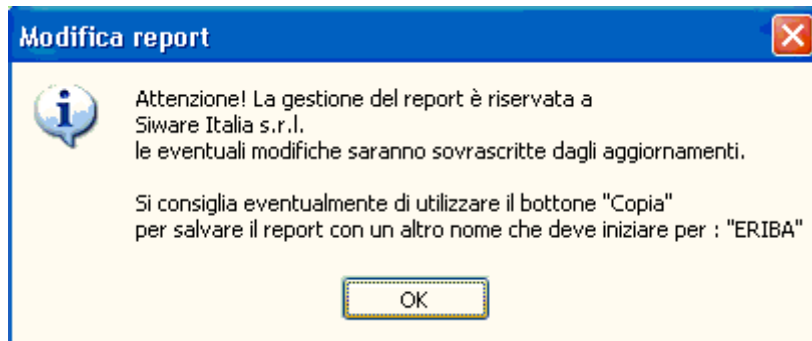 Modifica report
Attenzione! La gestione del report è riservata a
Siware Italia s.r.l.
le eventuali modifiche saranno sovrascritte dagli aggiornamenti.
Si consiglia eventualmente di utilizzare il bottone "Copia"
per salvare il report con un altro nome che deve iniziare per : "ERIBA"
OK